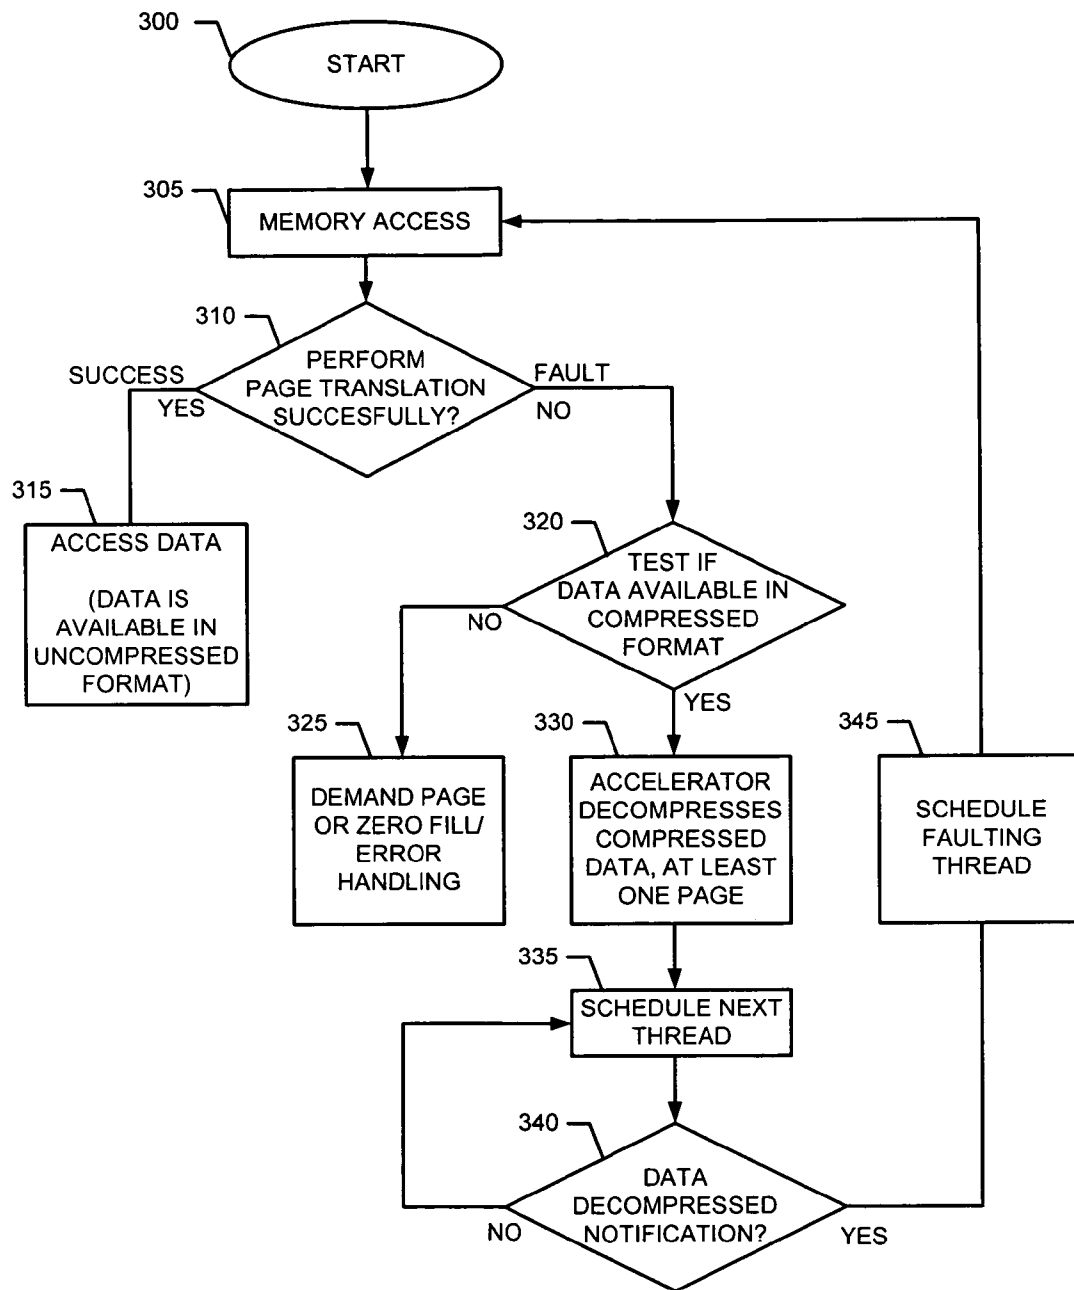 300
START
305
MEMORY ACCESS
310
PERFORM
PAGE TRANSLATION
SUCCESFULLY?
SUCCESS
YES
FAULT
NO
315
ACCESS DATA
(DATA IS
AVAILABLE IN
UNCOMPRESSED
FORMAT)
320
TEST IF
DATA AVAILABLE IN
COMPRESSED
FORMAT
NO
YES
325
DEMAND PAGE
OR ZERO FILL/
ERROR
HANDLING
330
ACCELERATOR
DECOMPRESSES
COMPRESSED
DATA, AT LEAST
ONE PAGE
345
SCHEDULE
FAULTING
THREAD
335
SCHEDULE NEXT
THREAD
340
DATA
DECOMPRESSED
NOTIFICATION?
NO
YES